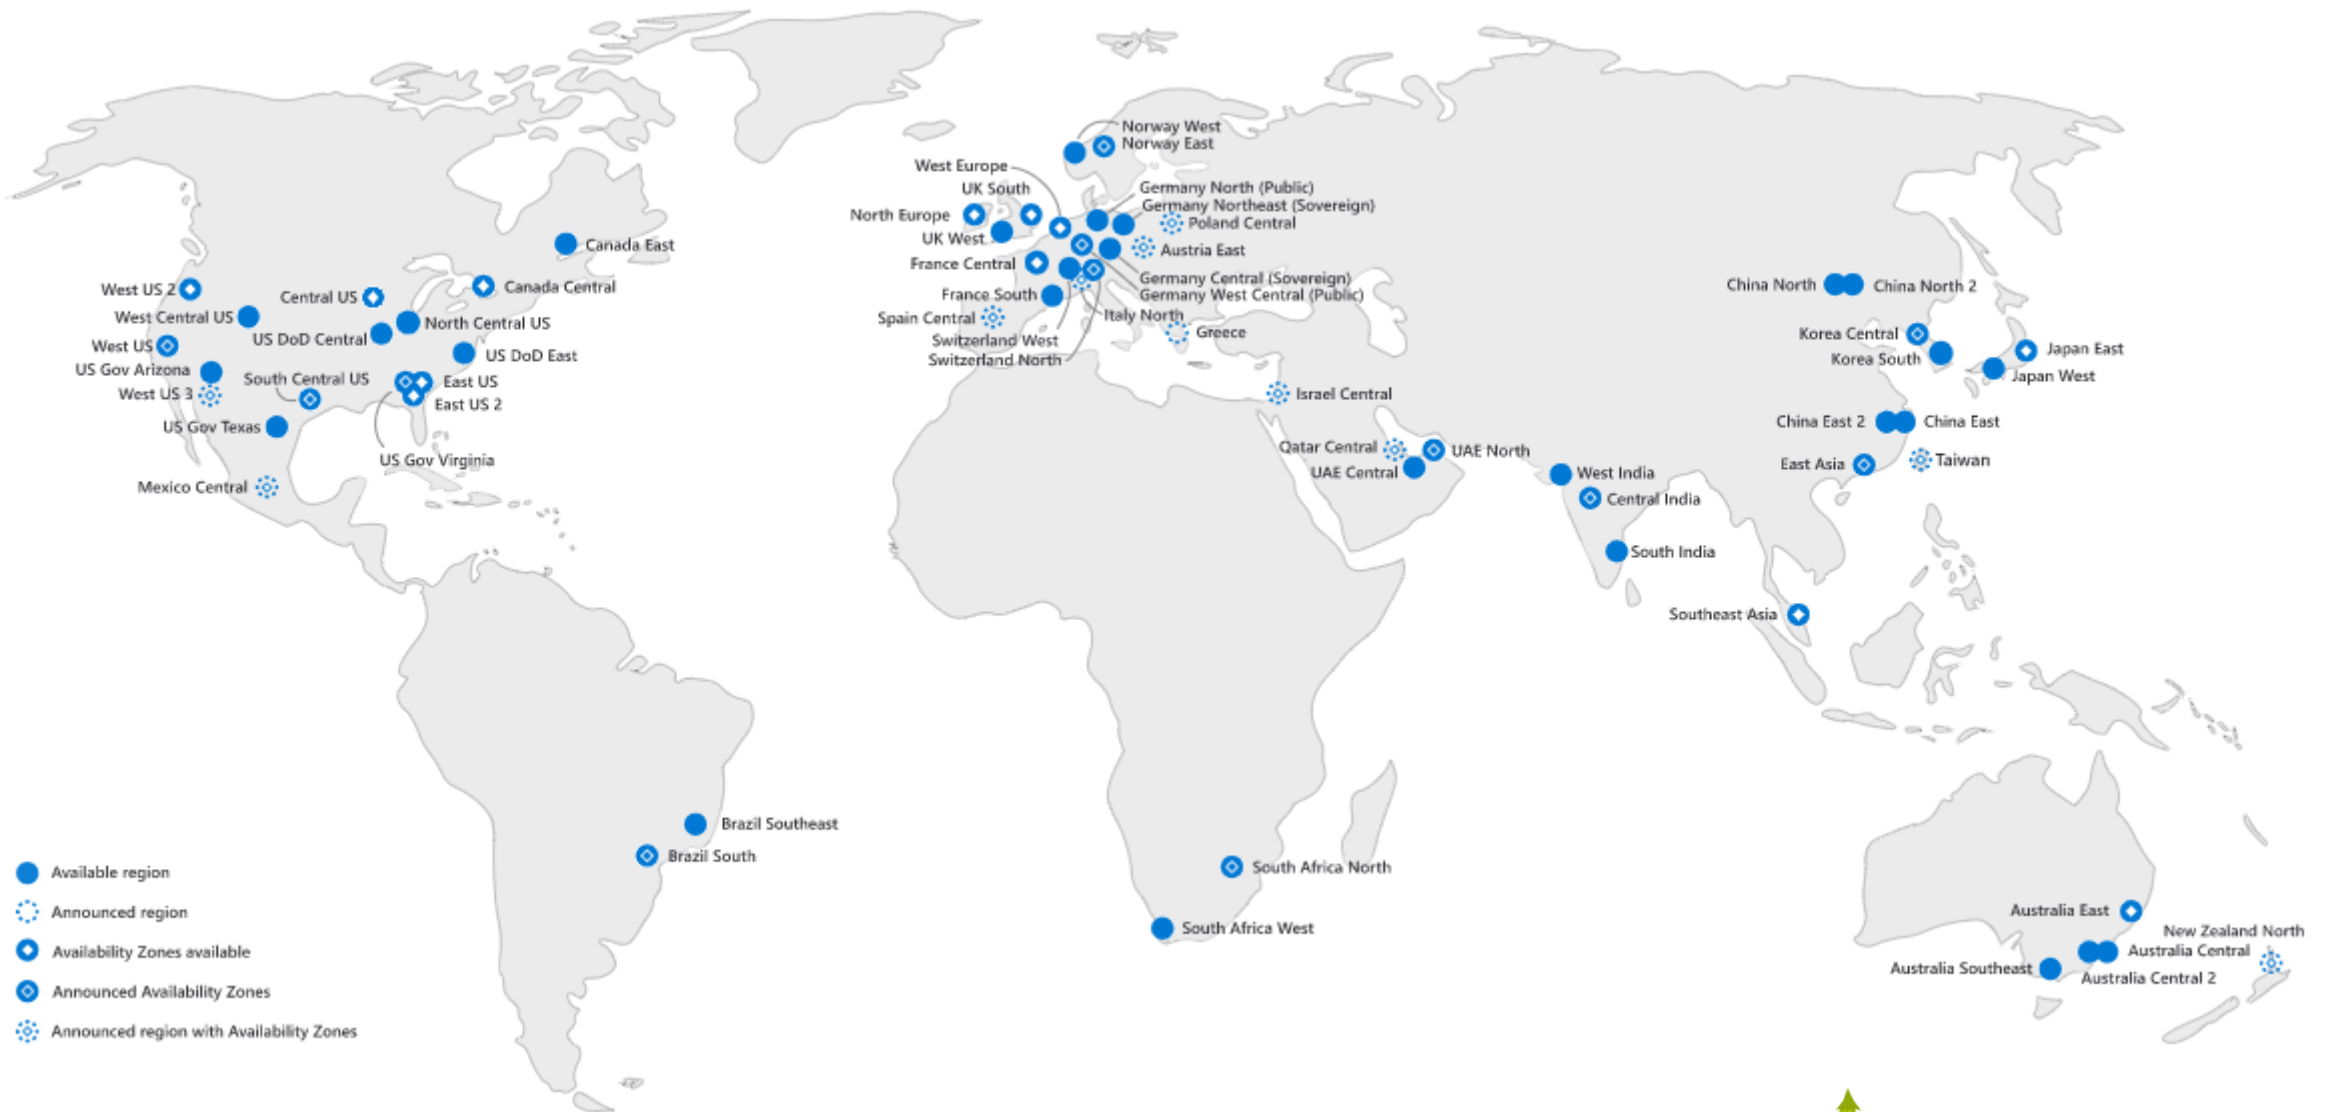 Norway West
Norway East
West Europe
UK South
Germany North (Public)
Germany Northeast (Sovereign)
North Europe
Poland Central
UK West
Canada East
Austria East
France Central
Germany Central (Sovereign)
Canada Central
China North
China North 2
West US 2
Central US
France South
Germany West Central (Public)
West Central US
Spain Central
Italy North
North Central US
Greece
Korea Central
US DoD Central
Switzerland West
West US
Japan East
US DoD East
Switzerland North
Korea South
US Gov Arizona
South Central US
East US
Japan West
West US 3
Israel Central
East US 2
US Gov Texas
China East 2
China East
Qatar Central
UAE North
US Gov Virginia
Taiwan
East Asia
UAE Central
West India
Mexico Central
Central India
South India
Southeast Asia
Brazil Southeast
Brazil South
South Africa North
Available region
Australia East
Announced region
South Africa West
New Zealand North
Availability Zones available
Australia Central
Australia Southeast
Australia Central 2
Announced Availability Zones
Announced region with Availability Zones